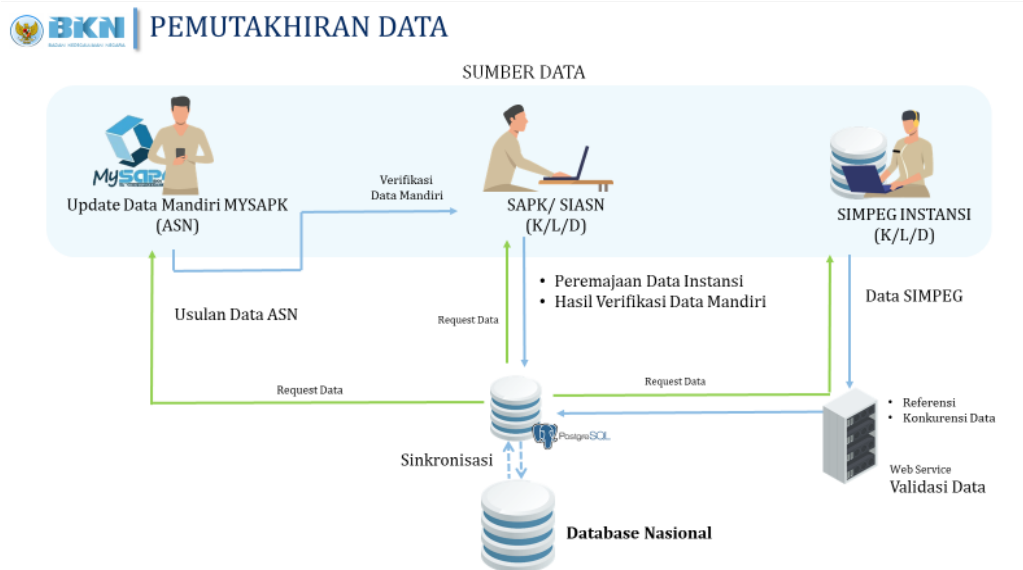 BKN
PEMUTAKHIRAN DATA
SUMBER DATA
Update Data Mandiri MYSAPK
(ASN)
Verifikasi
Data Mandiri
SAPK/ SIASN
(K/L/D)
SIMPEG INSTANSI
(K/L/D)
Usulan Data ASN
Request Data
• Peremajaan Data Instansi
• Hasil Verifikasi Data Mandiri
Data SIMPEG
Request Data
Request Data
• Referensi
• Konkurensi Data
PostgreSQL
Sinkronisasi
Web Service
Validasi Data
Database Nasional